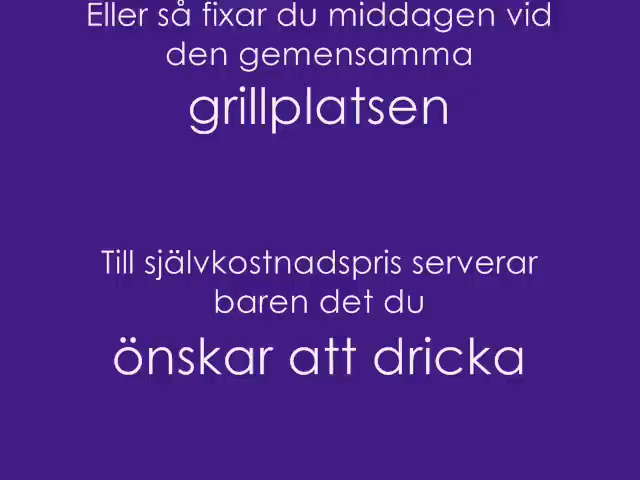 Eller så fixar du middagen vid
den gemensamma
grillplatsen
Till självkostnadspris serverar
baren det du
önskar att dricka